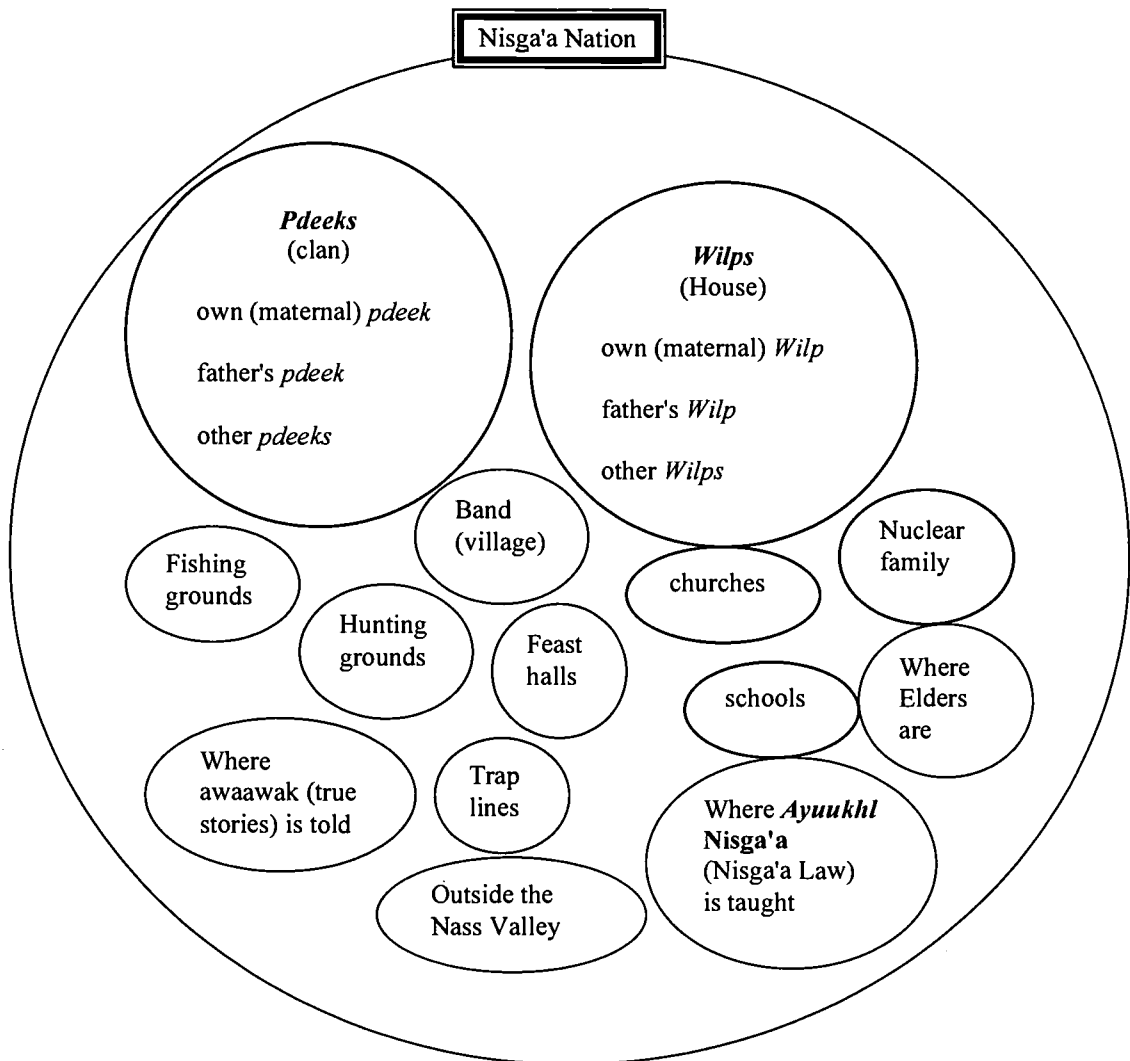 Nisga'a Nation
Pdeeks
(clan)
own (maternal) pdeek
father's pdeek
other pdeeks
Wilps
(House)
own (maternal) Wilp
father's Wilp
other Wilps
Band
(village)
Nuclear
family
Fishing
grounds
churches
Hunting
grounds
Feast
halls
Where
Elders
are
schools
Where
awaawak (true
stories) is told
Trap
lines
Where Ayuukhl
Nisga'a
(Nisga'a Law)
is taught
Outside the
Nass Valley